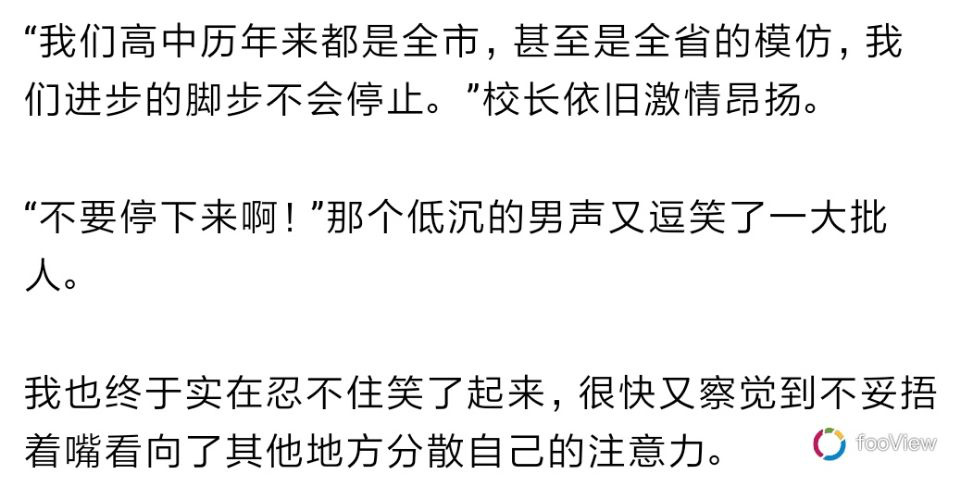 “我们高中历年来都是全市，甚至是全省的模仿，我
们进步的脚步不会停止。”校长依旧激情昂扬。
“不要停下来啊！”那个低沉的男声又逗笑了一大批
人。
我也终于实在忍不住笑了起来，很快又察觉到不妥捂
着嘴看向了其他地方分散自己的注意力。
fooView